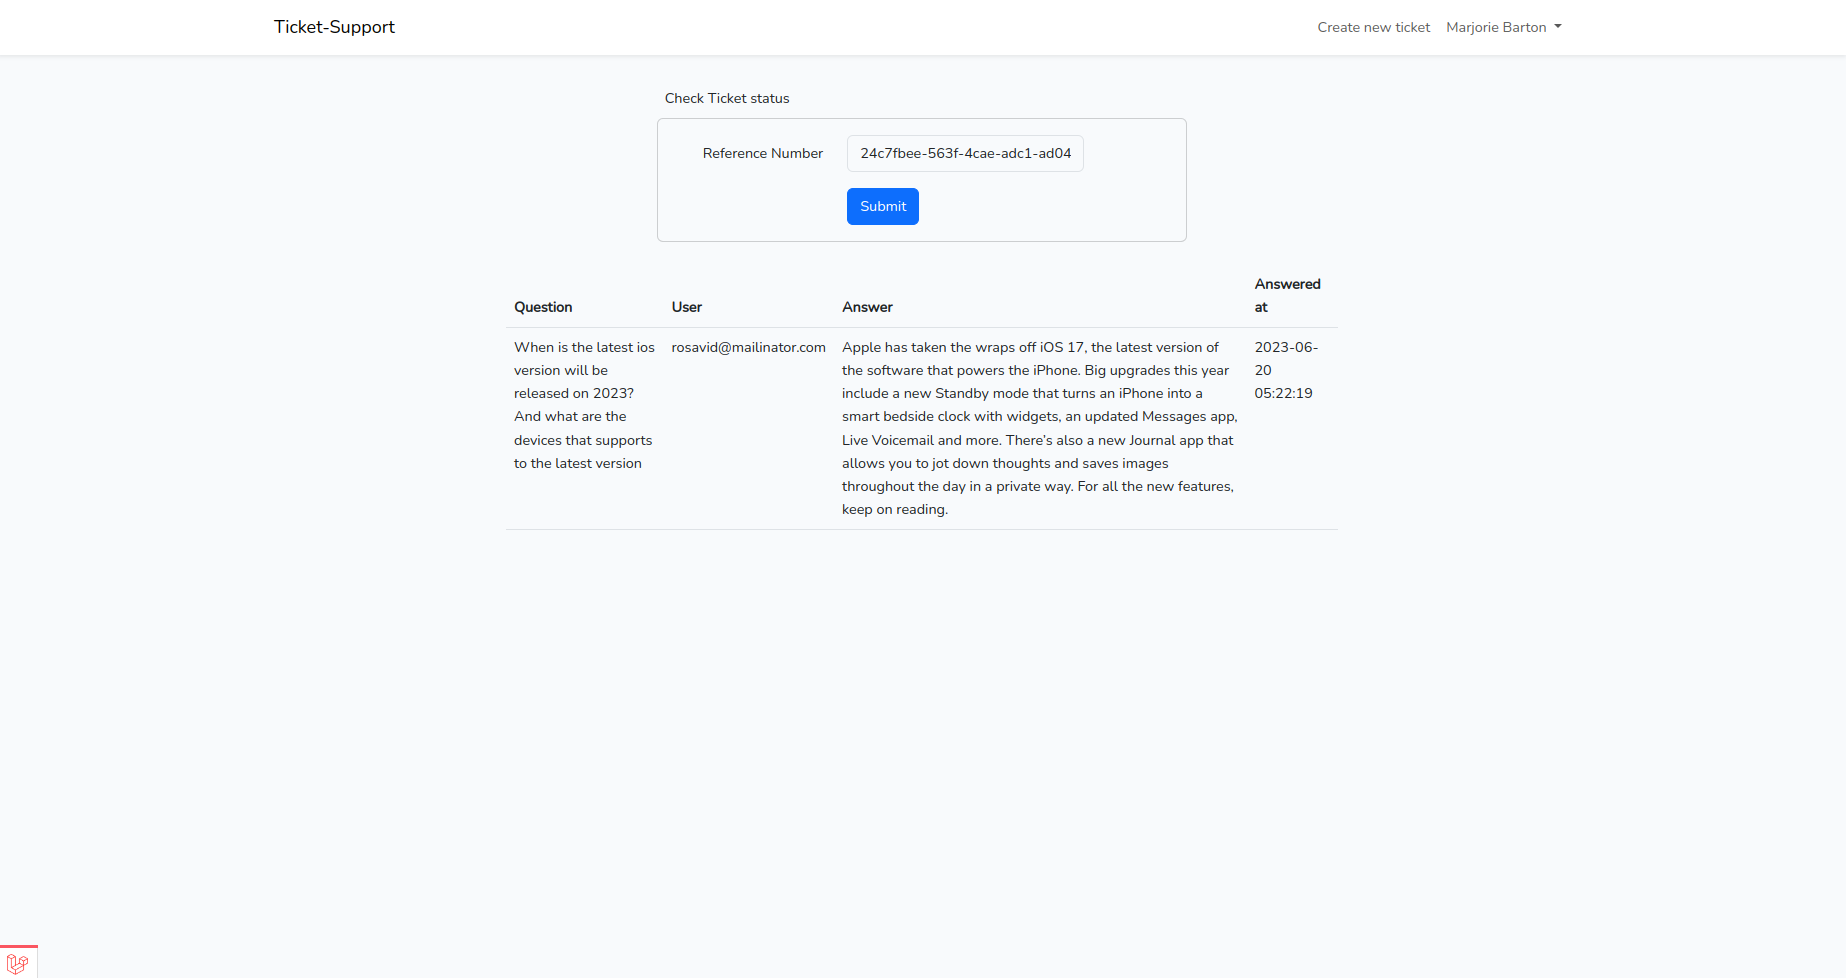 Ticket-Support
Create new ticket
Marjorie Barton
Check Ticket status
Reference Number
24c7fbee-563f-4cae-adc1-ad04
Submit
Question
User
Answer
Answered
at
When is the latest ios
version will be
released on 2023?
And what are the
devices that supports
to the latest version
rosavid@mailinator.com
Apple has taken the wraps off iOS 17, the latest version of
the software that powers the iPhone. Big upgrades this year
include a new Standby mode that turns an iPhone into a
smart bedside clock with widgets, an updated Messages app,
Live Voicemail and more. There’s also a new Journal app that
allows you to jot down thoughts and saves images
throughout the day in a private way. For all the new features,
keep on reading.
2023-06-
20
05:22:19